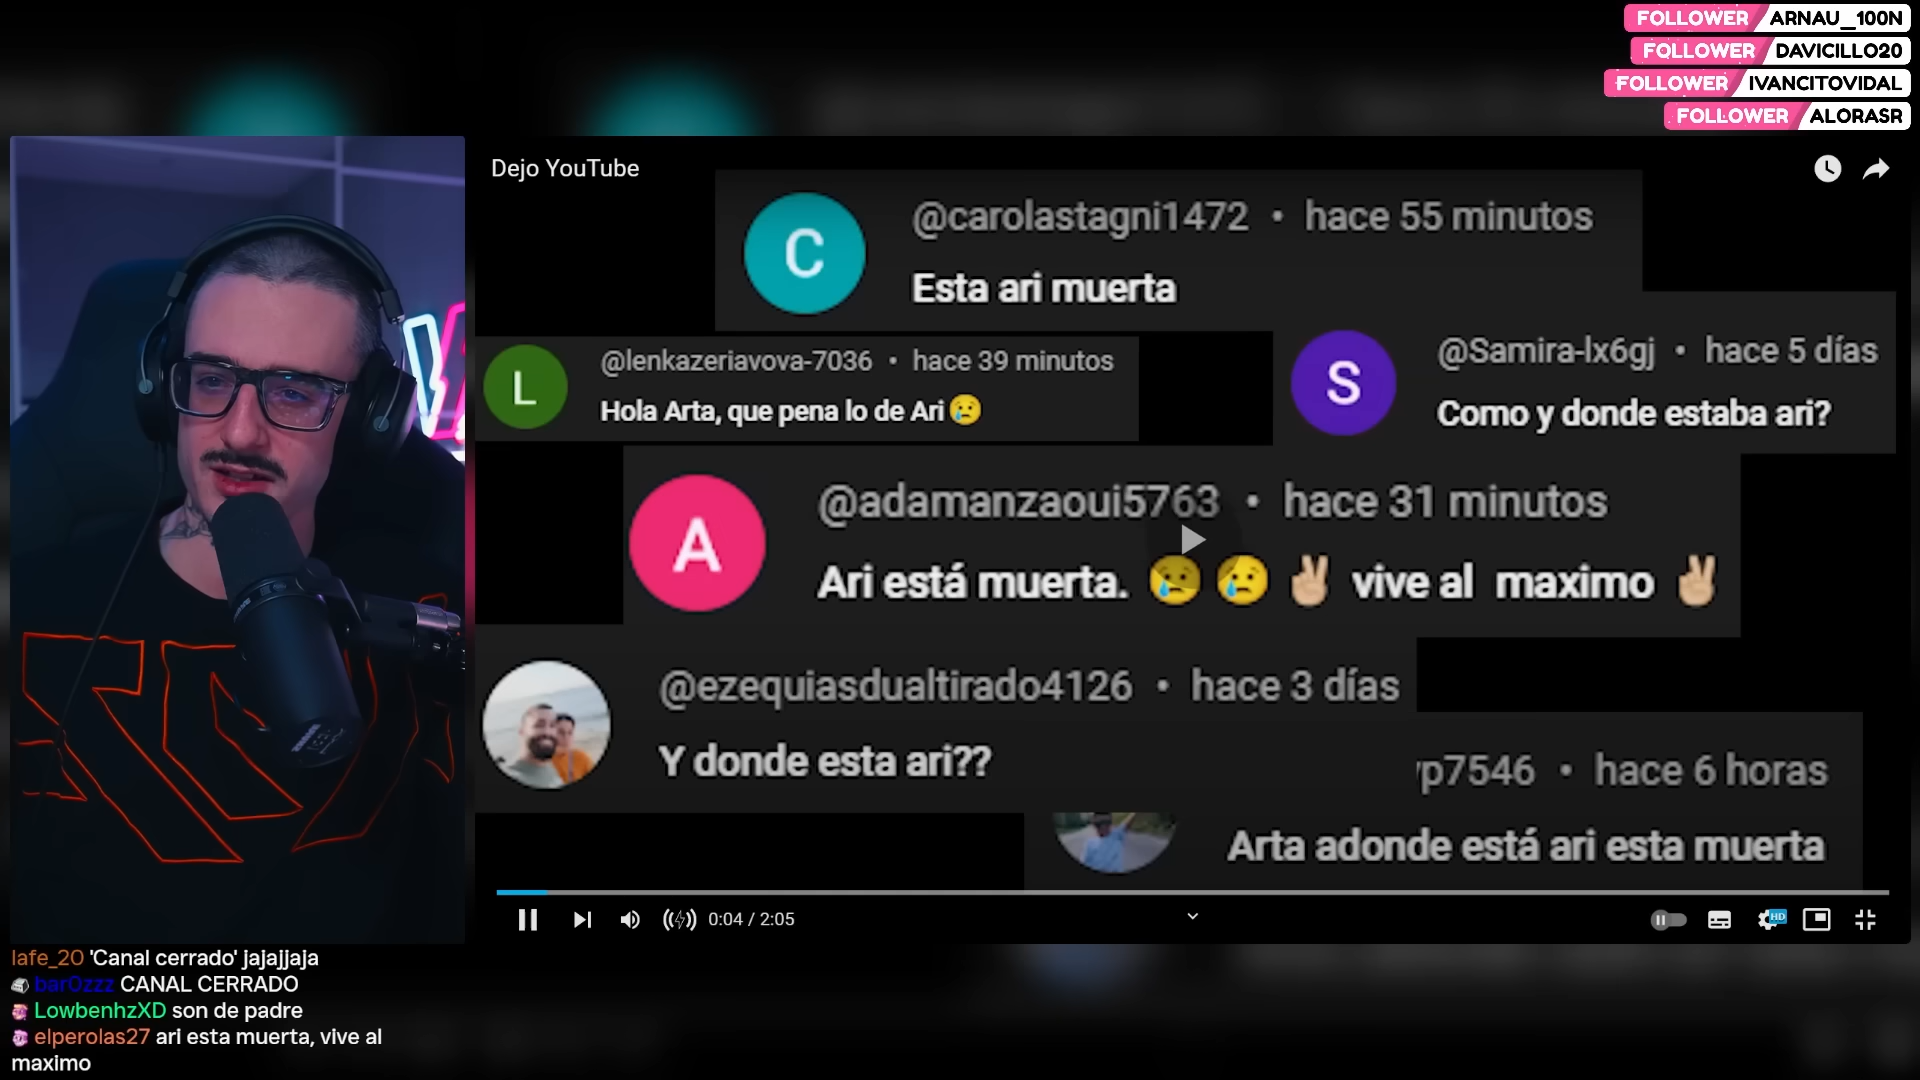 FOLLOWER ARNAU_100N
FOLLOWER DAVICILLO20
FOLLOWER IVANCITOVIDAL
FOLLOWER ALORASR
Dejo YouTube
C
@carolastagni1472 • hace 55 minutos
Esta ari muerta
L
@lenkazeriavova-7036 • hace 39 minutos
Hola Arta, que pena lo de Ari 😢
S
@Samira-lx6gj • hace 5 días
Como y donde estaba ari?
A
@adamanzaoui5763 • hace 31 minutos
Ari está muerta. 😢 😢 ✌🏼 vive al maximo ✌🏼
@ezequiasdualtirado4126 • hace 3 días
Y donde esta ari??
p7546 • hace 6 horas
Arta adonde está ari esta muerta
0:04 / 2:05
HD
lafe_20 'Canal cerrado' jajajjaja
bar0zzz CANAL CERRADO
LowbenhzXD son de padre
elperolas27 ari esta muerta, vive al
maximo